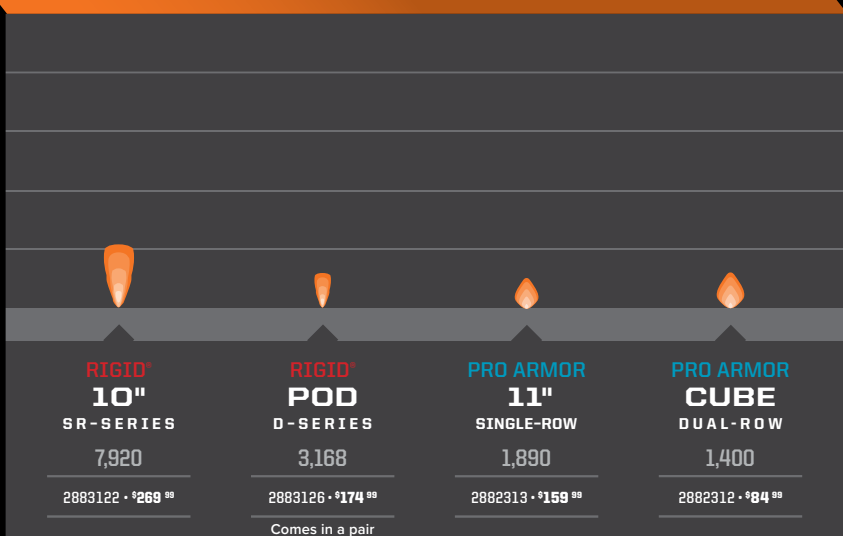 RIGID®
10"
SR-SERIES
7,920
2883122 • $269 99
RIGID®
POD
D-SERIES
3,168
2883126 • $174 99
Comes in a pair
PRO ARMOR
11"
SINGLE-ROW
1,890
2882313 • $159 99
PRO ARMOR
CUBE
DUAL-ROW
1,400
2882312 • $84 99